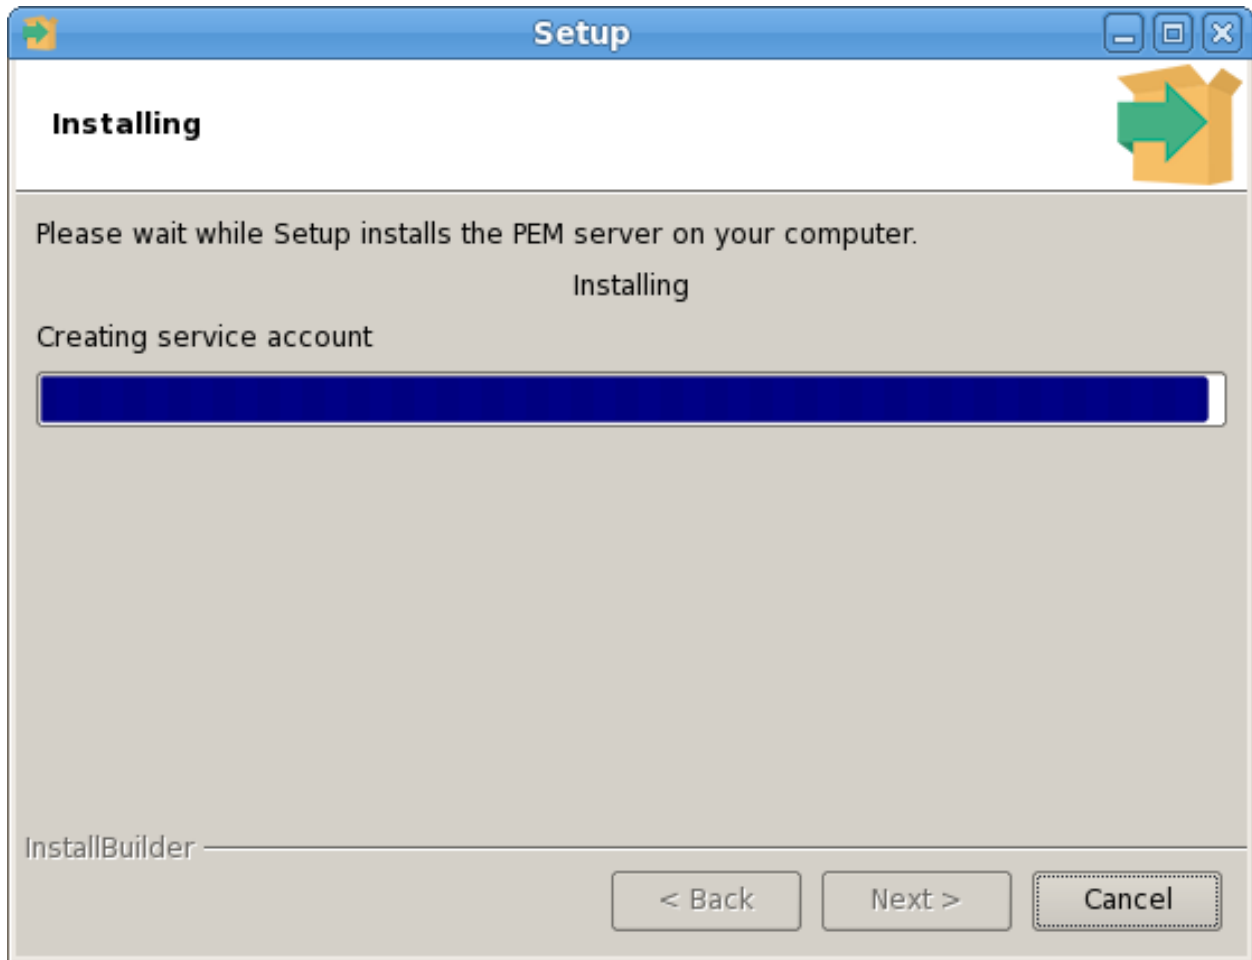 Setup
Installing
Please wait while Setup installs the PEM server on your computer.
Installing
Creating service account
InstallBuilder
< Back
Next >
Cancel